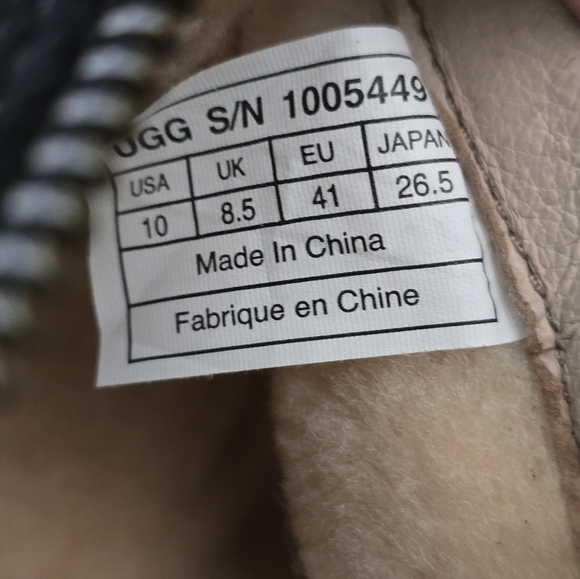 UGG S/N 1005449
USA UK EU JAPAN
10 8.5 41 26.5
Made In China
Fabrique en Chine